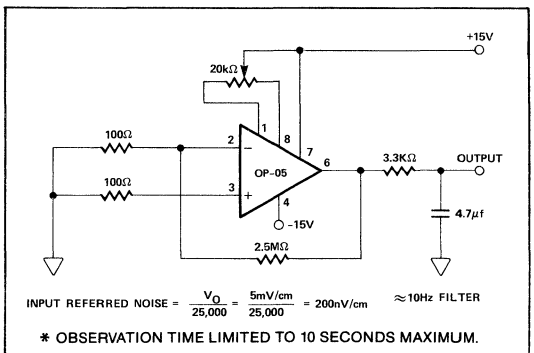 +15V
20kΩ
100Ω
1
8
2
7
−
OP-05
6
3.3KΩ
OUTPUT
100Ω
3
+
4
-15V
4.7µf
2.5MΩ
INPUT REFERRED NOISE = V_O / 25,000 = 5mV/cm / 25,000 = 200nV/cm
≈10Hz FILTER
* OBSERVATION TIME LIMITED TO 10 SECONDS MAXIMUM.